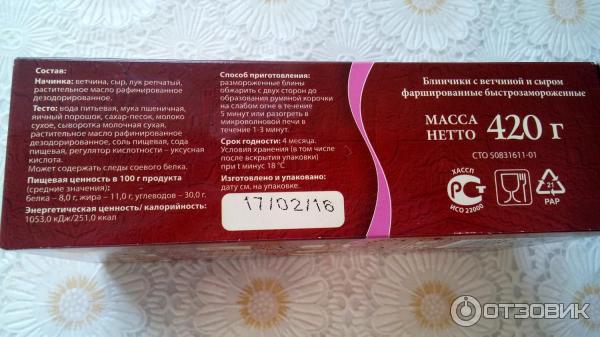 Состав:
Начинка: ветчина, сыр, лук репчатый,
растительное масло рафинированное
дезодорированное.
Тесто: вода питьевая, мука пшеничная,
яичный порошок, сахар-песок, молоко
сухое, сыворотка молочная сухая,
растительное масло рафинированное
дезодорированное, соль пищевая, сода
пищевая, регулятор кислотности – уксусная
кислота.
Может содержать следы соевого белка.
Пищевая ценность в 100 г продукта
(средние значения):
белка – 8,0 г, жира – 11,0 г, углеводов – 30,0 г.
Энергетическая ценность/ калорийность:
1053,0 кДж/251,0 ккал
Способ приготовления:
размороженные блины
обжарить с двух сторон до
образования румяной корочки
на слабом огне в течение
5 минут или разогреть в
микроволновой печи в
течение 1-3 минут.
Срок годности: 4 месяца.
Условия хранения (в том числе
после вскрытия упаковки)
при t минус 18 °C
Изготовлено и упаковано:
дату см. на упаковке.
17/02/16
Блинчики с ветчиной и сыром
фаршированные быстрозамороженные
МАССА
НЕТТО 420 г
СТО 50831611-01
ХАССП
РСТ
ИСО 22000
21
PAP
ОТЗОВИК